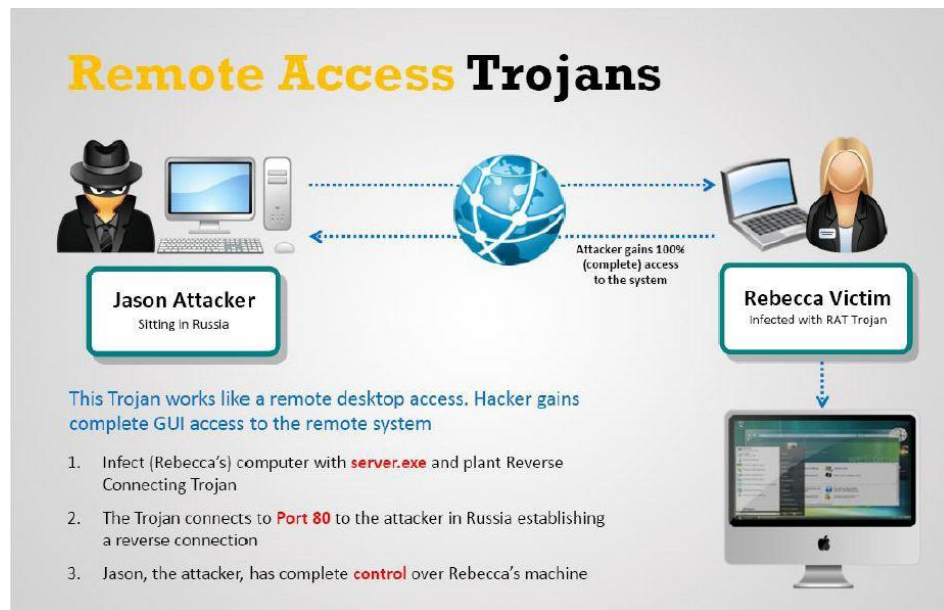 Remote Access Trojans
Attacker gains 100%
(complete) access
to the system
Jason Attacker
Sitting in Russia
Rebecca Victim
Infected with RAT Trojan
This Trojan works like a remote desktop access. Hacker gains
complete GUI access to the remote system
1. Infect (Rebecca's) computer with server.exe and plant Reverse
Connecting Trojan
2. The Trojan connects to Port 80 to the attacker in Russia establishing
a reverse connection
3. Jason, the attacker, has complete control over Rebecca's machine